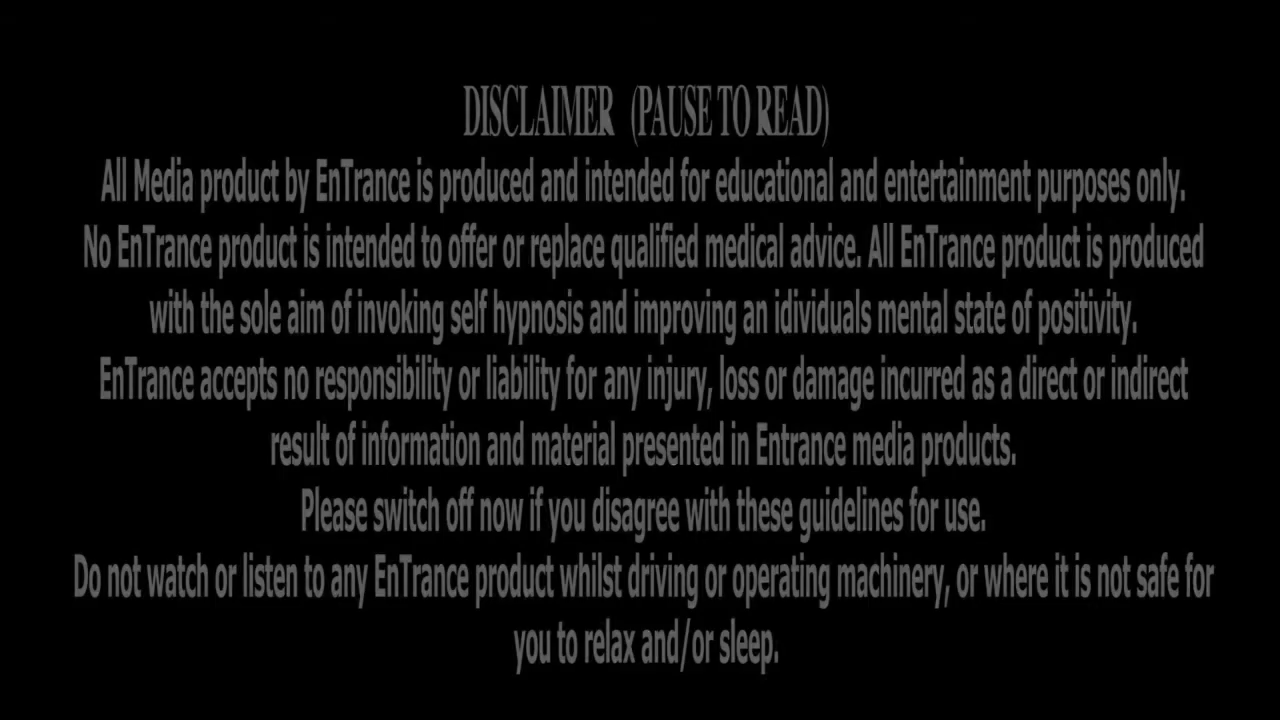 DISCLAIMER (PAUSE TO READ)
All Media product by EnTrance is produced and intended for educational and entertainment purposes only.
No EnTrance product is intended to offer or replace qualified medical advice. All EnTrance product is produced
with the sole aim of invoking self hypnosis and improving an idividuals mental state of positivity.
EnTrance accepts no responsibility or liability for any injury, loss or damage incurred as a direct or indirect
result of information and material presented in Entrance media products.
Please switch off now if you disagree with these guidelines for use.
Do not watch or listen to any EnTrance product whilst driving or operating machinery, or where it is not safe for
you to relax and/or sleep.